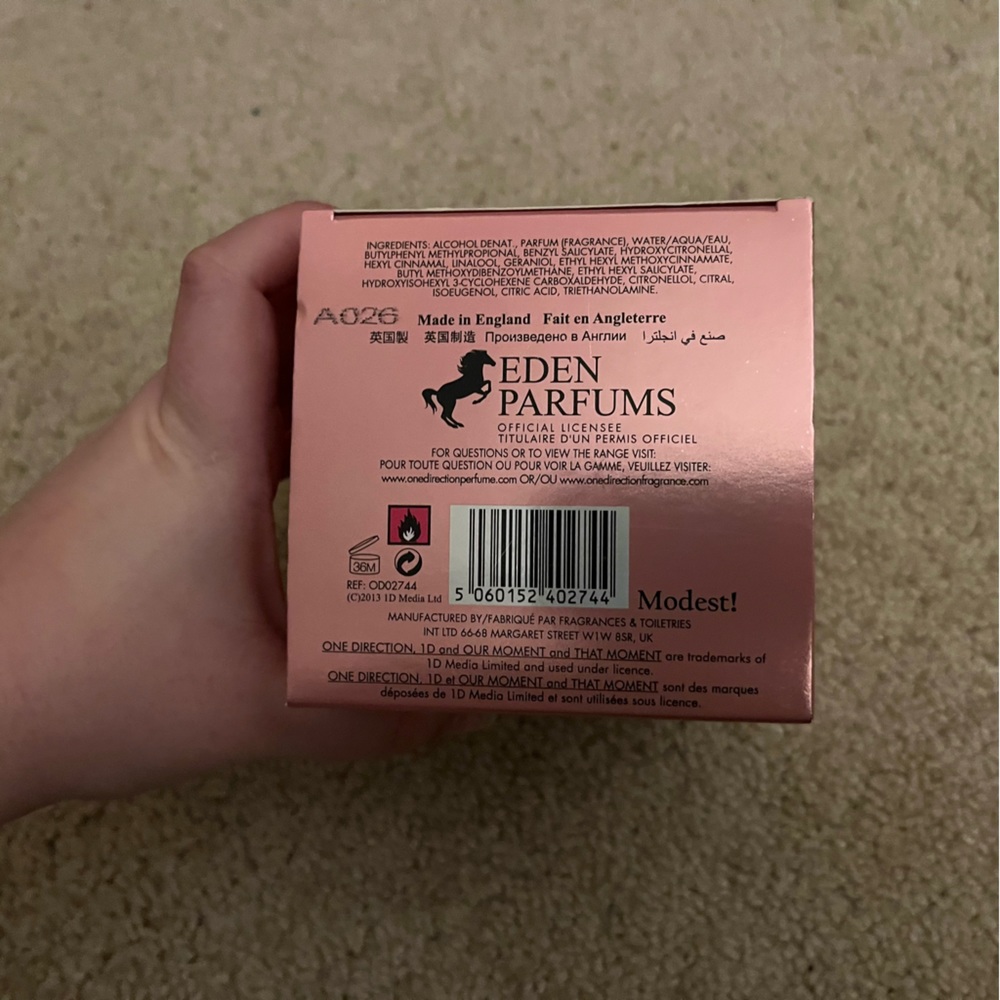 INGREDIENTS: ALCOHOL DENAT., PARFUM (FRAGRANCE), WATER/AQUA/EAU,
BUTYLPHENYL METHYLPROPIONAL, BENZYL SALICYLATE, HYDROXYCITRONELLAL,
HEXYL CINNAMAL, LINALOOL, GERANIOL, ETHYL HEXYL METHOXYCINNAMATE,
BUTYL METHOXYDIBENZOYLMETHANE, ETHYL HEXYL SALICYLATE,
HYDROXYISOHEXYL 3-CYCLOHEXENE CARBOXALDEHYDE, CITRONELLOL, CITRAL,
ISOEUGENOL, CITRIC ACID, TRIETHANOLAMINE.
A026 Made in England Fait en Angleterre
英国製 英国制造 Произведено в Англии صنع في انجلترا
EDEN
PARFUMS
OFFICIAL LICENSEE
TITULAIRE D'UN PERMIS OFFICIEL
FOR QUESTIONS OR TO VIEW THE RANGE VISIT:
POUR TOUTE QUESTION OU POUR VOIR LA GAMME, VEUILLEZ VISITER:
www.onedirectionperfume.com OR/OU www.onedirectionfragrance.com
36M
REF: OD02744
(C)2013 1D Media Ltd
5 060152 402744
Modest!
MANUFACTURED BY/FABRIQUÉ PAR FRAGRANCES & TOILETRIES
INT LTD 66-68 MARGARET STREET W1W 8SR, UK
ONE DIRECTION, 1D and OUR MOMENT and THAT MOMENT are trademarks of
1D Media Limited and used under licence.
ONE DIRECTION, 1D et OUR MOMENT and THAT MOMENT sont des marques
déposées de 1D Media Limited et sont utilisées sous licence.